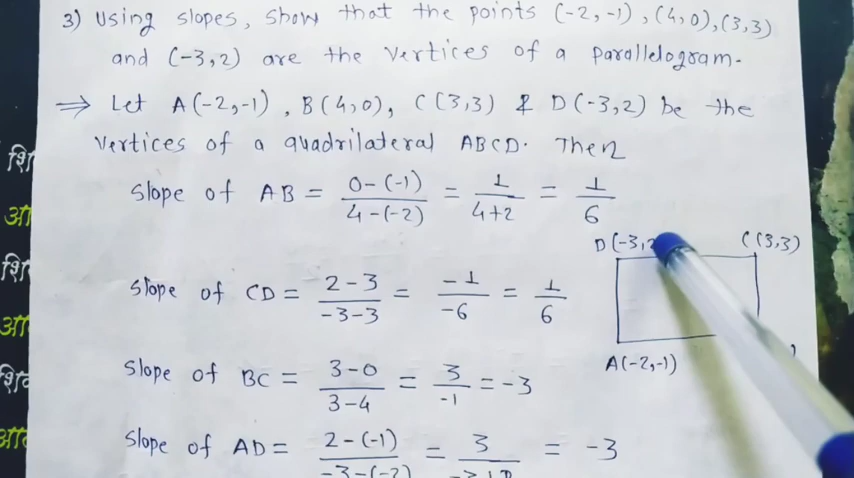 3) Using slopes, show that the points (-2,-1), (4,0), (3,3)
and (-3,2) are the vertices of a parallelogram.
⇒ Let A(-2,-1), B(4,0), C(3,3) & D(-3,2) be the
vertices of a quadrilateral ABCD. Then
slope of AB = 0-(-1)/4-(-2) = 1/4+2 = 1/6
D(-3,2 C(3,3)
slope of CD = 2-3/-3-3 = -1/-6 = 1/6
A(-2,-1)
slope of BC = 3-0/3-4 = 3/-1 = -3
slope of AD = 2-(-1)/-3-(-2) = 3/ = -3